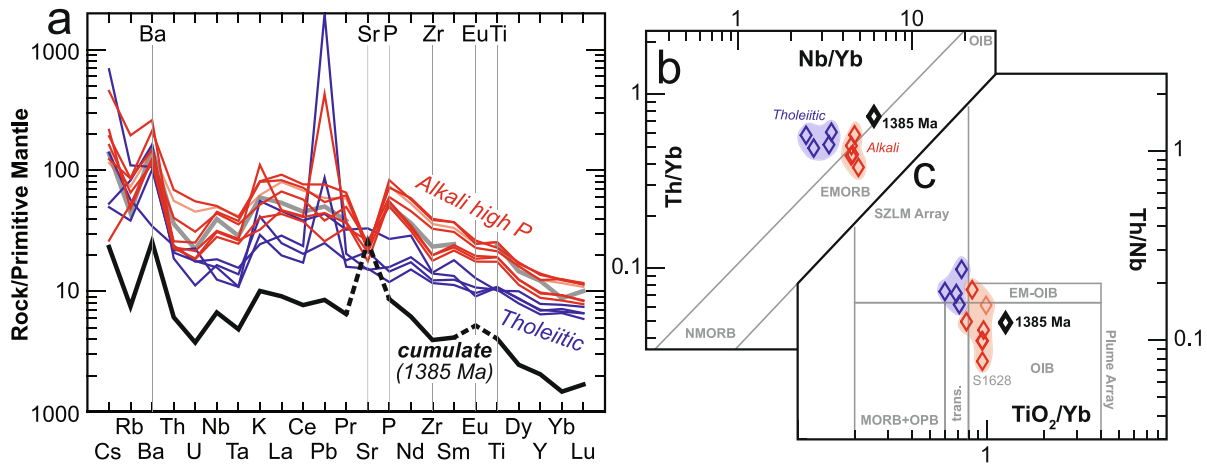 a
Ba
Sr
P
Zr
Eu
Ti
1000
100
10
1000
Rock/Primitive Mantle
Alkali high P
Tholeiitic
cumulate
(1385 Ma)
Rb
Th
Nb
K
Ce
Pr
P
Zr
Eu
Dy
Yb
Cs
Ba
U
Ta
La
Pb
Sr
Nd
Sm
Ti
Y
Lu
1
10
b
Nb/Yb
OIB
Th/Yb
1
0.1
Tholeiitic
1385 Ma
Alkali
EMORB
NMORB
c
SZLM Array
Th/Nb
1
0.1
EM-OIB
1385 Ma
OIB
Plume Array
S1628
trans.
MORB+OPB
TiO₂/Yb
1